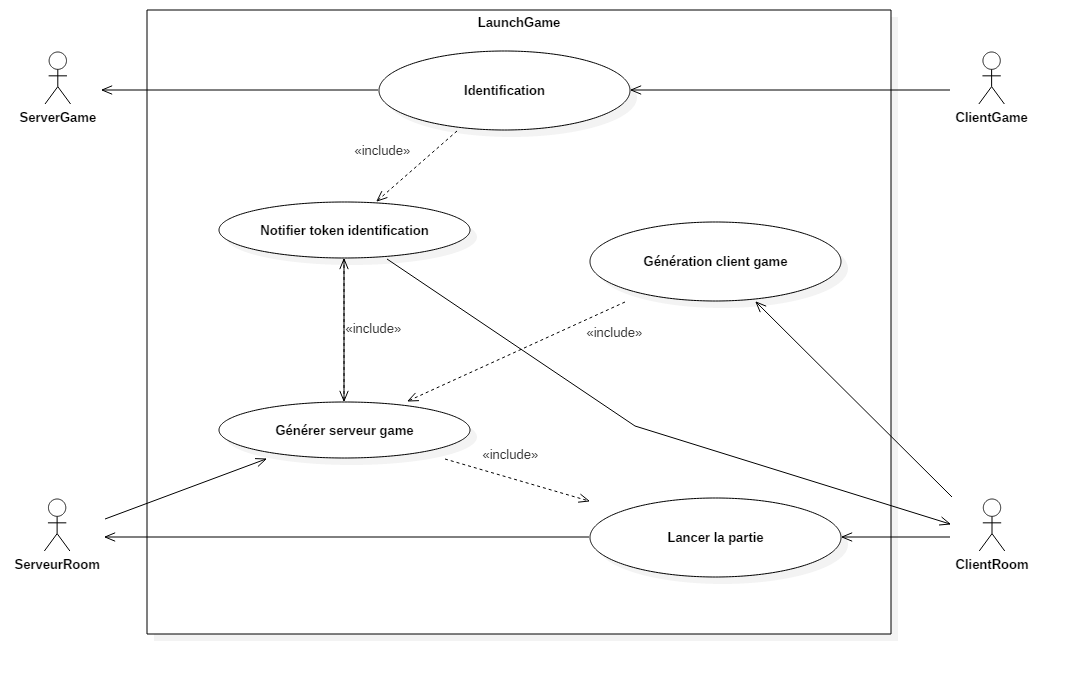 LaunchGame
Identification
ServerGame
ClientGame
«include»
Notifier token identification
Génération client game
«include»
«include»
Générer serveur game
«include»
Lancer la partie
ServeurRoom
ClientRoom